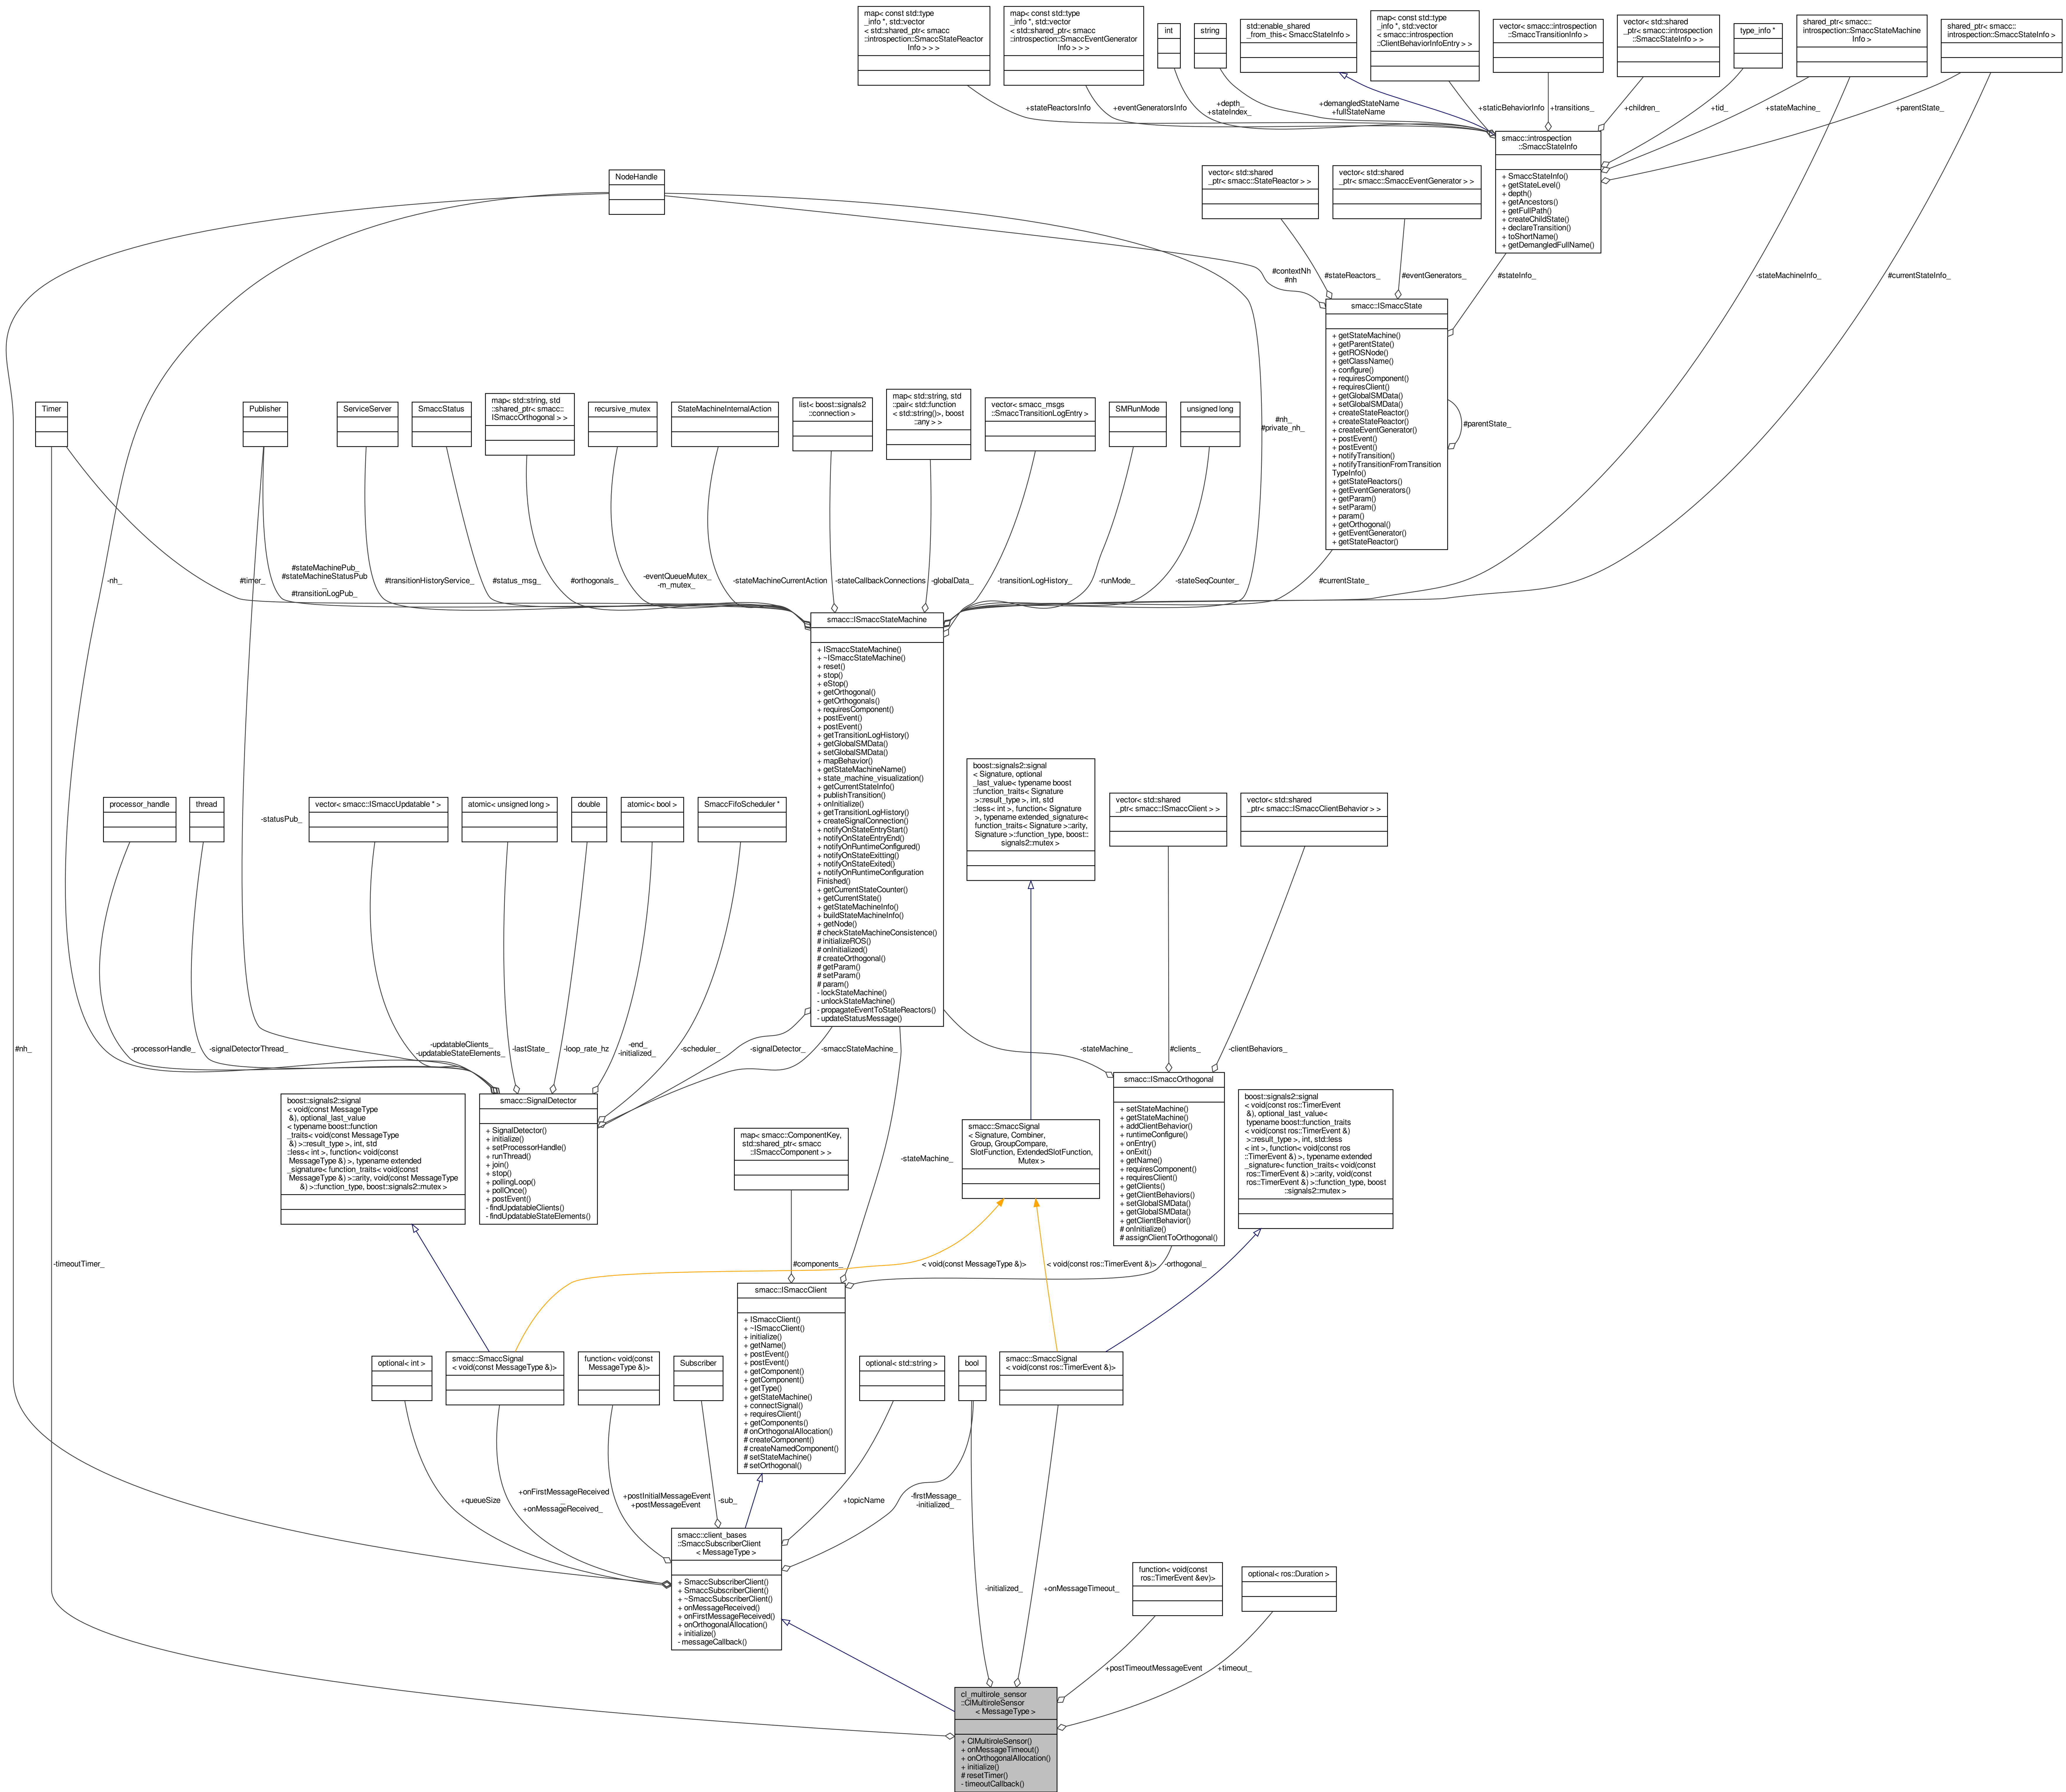 map< const std::type
_info *, std::vector
< std::shared_ptr< smacc
::introspection::SmaccStateReactor
Info > > >
map< const std::type
_info *, std::vector
< std::shared_ptr< smacc
::introspection::SmaccEventGenerator
Info > > >
int
string
std::enable_shared
_from_this< SmaccStateInfo >
map< const std::type
_info *, std::vector
< smacc::introspection
::ClientBehaviorInfoEntry > >
vector< smacc::introspection
::SmaccTransitionInfo >
vector< std::shared
_ptr< smacc::introspection
::SmaccStateInfo > >
type_info *
shared_ptr< smacc::
introspection::SmaccStateMachine
Info >
shared_ptr< smacc::
introspection::SmaccStateInfo >
+stateReactorsInfo
+eventGeneratorsInfo
+depth_
+stateIndex_
+demangledStateName
+fullStateName
+staticBehaviorInfo
+transitions_
+children_
+tid_
+stateMachine_
+parentState_
smacc::introspection
::SmaccStateInfo
+ SmaccStateInfo()
+ getStateLevel()
+ depth()
+ getAncestors()
+ getFullPath()
+ createChildState()
+ declareTransition()
+ toShortName()
+ getDemangledFullName()
NodeHandle
vector< std::shared
_ptr< smacc::StateReactor > >
vector< std::shared
_ptr< smacc::SmaccEventGenerator > >
#contextNh
#nh
#stateReactors_
#eventGenerators_
#stateInfo_
-stateMachineInfo_
#currentStateInfo_
smacc::ISmaccState
+ getStateMachine()
+ getParentState()
+ getROSNode()
+ getClassName()
+ configure()
+ requiresComponent()
+ requiresClient()
+ getGlobalSMData()
+ setGlobalSMData()
+ createStateReactor()
+ createStateReactor()
+ createEventGenerator()
+ postEvent()
+ postEvent()
+ notifyTransition()
+ notifyTransitionFromTransition
TypeInfo()
+ getStateReactors()
+ getEventGenerators()
+ getParam()
+ setParam()
+ param()
+ getOrthogonal()
+ getEventGenerator()
+ getStateReactor()
#parentState_
Timer
Publisher
ServiceServer
SmaccStatus
map< std::string, std
::shared_ptr< smacc::
ISmaccOrthogonal > >
recursive_mutex
StateMachineInternalAction
list< boost::signals2
::connection >
map< std::string, std
::pair< std::function
< std::string()>, boost
::any > >
vector< smacc_msgs
::SmaccTransitionLogEntry >
SMRunMode
unsigned long
#nh_
#private_nh_
-nh_
#timer_
#stateMachinePub_
#stateMachineStatusPub
_
#transitionLogPub_
#transitionHistoryService_
#status_msg_
#orthogonals_
-eventQueueMutex_
-m_mutex_
-stateMachineCurrentAction
-stateCallbackConnections
-globalData_
-transitionLogHistory_
-runMode_
-stateSeqCounter_
#currentState_
smacc::ISmaccStateMachine
+ ISmaccStateMachine()
+ ~ISmaccStateMachine()
+ reset()
+ stop()
+ eStop()
+ getOrthogonal()
+ getOrthogonals()
+ requiresComponent()
+ postEvent()
+ postEvent()
+ getTransitionLogHistory()
+ getGlobalSMData()
+ setGlobalSMData()
+ mapBehavior()
+ getStateMachineName()
+ state_machine_visualization()
+ getCurrentStateInfo()
+ publishTransition()
+ onInitialize()
+ getTransitionLogHistory()
+ createSignalConnection()
+ notifyOnStateEntryStart()
+ notifyOnStateEntryEnd()
+ notifyOnRuntimeConfigured()
+ notifyOnStateExitting()
+ notifyOnStateExited()
+ notifyOnRuntimeConfiguration
Finished()
+ getCurrentStateCounter()
+ getCurrentState()
+ getStateMachineInfo()
+ buildStateMachineInfo()
+ getNode()
# checkStateMachineConsistence()
# initializeROS()
# onInitialized()
# createOrthogonal()
# getParam()
# setParam()
# param()
- lockStateMachine()
- unlockStateMachine()
- propagateEventToStateReactors()
- updateStatusMessage()
boost::signals2::signal
< Signature, optional
_last_value< typename boost
::function_traits< Signature
 >::result_type >, int, std
::less< int >, function< Signature
 >, typename extended_signature<
 function_traits< Signature >::arity,
 Signature >::function_type, boost::
signals2::mutex >
vector< std::shared
_ptr< smacc::ISmaccClient > >
vector< std::shared
_ptr< smacc::ISmaccClientBehavior > >
processor_handle
thread
-statusPub_
vector< smacc::ISmaccUpdatable * >
atomic< unsigned long >
double
atomic< bool >
SmaccFifoScheduler *
#nh_
-processorHandle_
-signalDetectorThread_
-updatableClients_
-updatableStateElements_
-lastState_
-loop_rate_hz
-end_
-initialized_
-scheduler_
-signalDetector_
-smaccStateMachine_
-stateMachine_
#clients_
-clientBehaviors_
smacc::ISmaccOrthogonal
+ setStateMachine()
+ getStateMachine()
+ addClientBehavior()
+ runtimeConfigure()
+ onEntry()
+ onExit()
+ getName()
+ requiresComponent()
+ requiresClient()
+ getClients()
+ getClientBehaviors()
+ setGlobalSMData()
+ getGlobalSMData()
+ getClientBehavior()
# onInitialize()
# assignClientToOrthogonal()
boost::signals2::signal
< void(const MessageType
 &), optional_last_value
< typename boost::function
_traits< void(const MessageType
 &) >::result_type >, int, std
::less< int >, function< void(const
 MessageType &) >, typename extended
_signature< function_traits< void(const
 MessageType &) >::arity, void(const MessageType
 &) >::function_type, boost::signals2::mutex >
smacc::SignalDetector
+ SignalDetector()
+ initialize()
+ setProcessorHandle()
+ runThread()
+ join()
+ stop()
+ pollingLoop()
+ pollOnce()
+ postEvent()
- findUpdatableClients()
- findUpdatableStateElements()
map< smacc::ComponentKey,
std::shared_ptr< smacc
::ISmaccComponent > >
-stateMachine_
smacc::SmaccSignal
< Signature, Combiner,
 Group, GroupCompare,
 SlotFunction, ExtendedSlotFunction,
 Mutex >
boost::signals2::signal
< void(const ros::TimerEvent
 &), optional_last_value<
 typename boost::function_traits
< void(const ros::TimerEvent &)
 >::result_type >, int, std::less
< int >, function< void(const ros
::TimerEvent &) >, typename extended
_signature< function_traits< void(const
 ros::TimerEvent &) >::arity, void(const
 ros::TimerEvent &) >::function_type, boost
::signals2::mutex >
-timeoutTimer_
#components_
< void(const MessageType &)>
< void(const ros::TimerEvent &)>
-orthogonal_
smacc::ISmaccClient
+ ISmaccClient()
+ ~ISmaccClient()
+ initialize()
+ getName()
+ postEvent()
+ postEvent()
+ getComponent()
+ getComponent()
+ getType()
+ getStateMachine()
+ connectSignal()
+ requiresClient()
+ getComponents()
# onOrthogonalAllocation()
# createComponent()
# createNamedComponent()
# setStateMachine()
# setOrthogonal()
optional< int >
smacc::SmaccSignal
< void(const MessageType &)>
function< void(const
 MessageType &)>
Subscriber
optional< std::string >
bool
smacc::SmaccSignal
< void(const ros::TimerEvent &)>
+queueSize
+onFirstMessageReceived
_
+onMessageReceived_
+postInitialMessageEvent
+postMessageEvent
-sub_
+topicName
-firstMessage_
-initialized_
smacc::client_bases
::SmaccSubscriberClient
< MessageType >
+ SmaccSubscriberClient()
+ SmaccSubscriberClient()
+ ~SmaccSubscriberClient()
+ onMessageReceived()
+ onFirstMessageReceived()
+ onOrthogonalAllocation()
+ initialize()
- messageCallback()
-initialized_
+onMessageTimeout_
function< void(const
 ros::TimerEvent &ev)>
optional< ros::Duration >
+postTimeoutMessageEvent
+timeout_
cl_multirole_sensor
::ClMultiroleSensor
< MessageType >
+ ClMultiroleSensor()
+ onMessageTimeout()
+ onOrthogonalAllocation()
+ initialize()
# resetTimer()
- timeoutCallback()